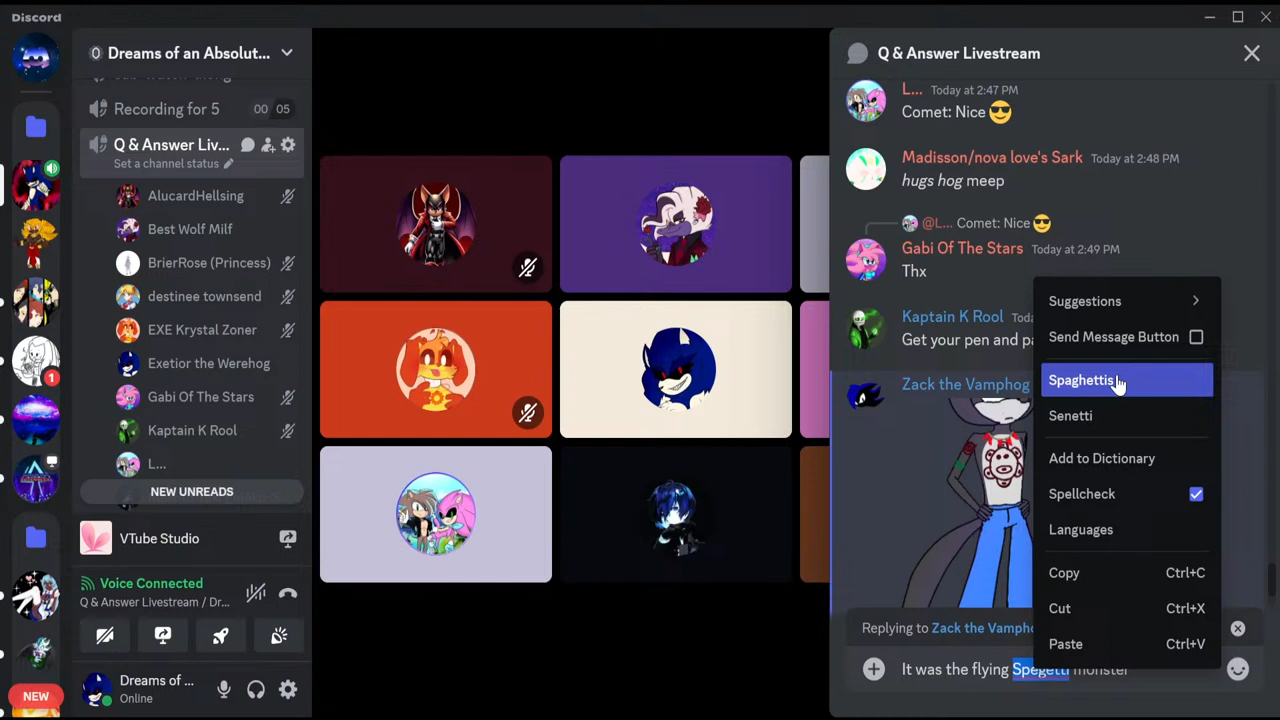 Discord
Dreams of an Absolut...
Recording for 5
00 05
Q & Answer Liv...
Set a channel status
AlucardHellsing
Best Wolf Milf
BrierRose (Princess)
destinee townsend
EXE Krystal Zoner
Exetior the Werehog
Gabi Of The Stars
Kaptain K Rool
L...
NEW UNREADS
VTube Studio
Voice Connected
Q & Answer Livestream / Dr...
Dreams of ...
Online
NEW
1
Q & Answer Livestream
L... Today at 2:47 PM
Comet: Nice 😎
Madisson/nova love's Sark Today at 2:48 PM
hugs hog meep
@L... Comet: Nice 😎
Gabi Of The Stars Today at 2:49 PM
Thx
Kaptain K Rool Toda
Get your pen and pa
Zack the Vamphog
Replying to Zack the Vampho
It was the flying Spegetti monster
Suggestions
Send Message Button
Spaghettis
Senetti
Add to Dictionary
Spellcheck
Languages
Copy Ctrl+C
Cut Ctrl+X
Paste Ctrl+V